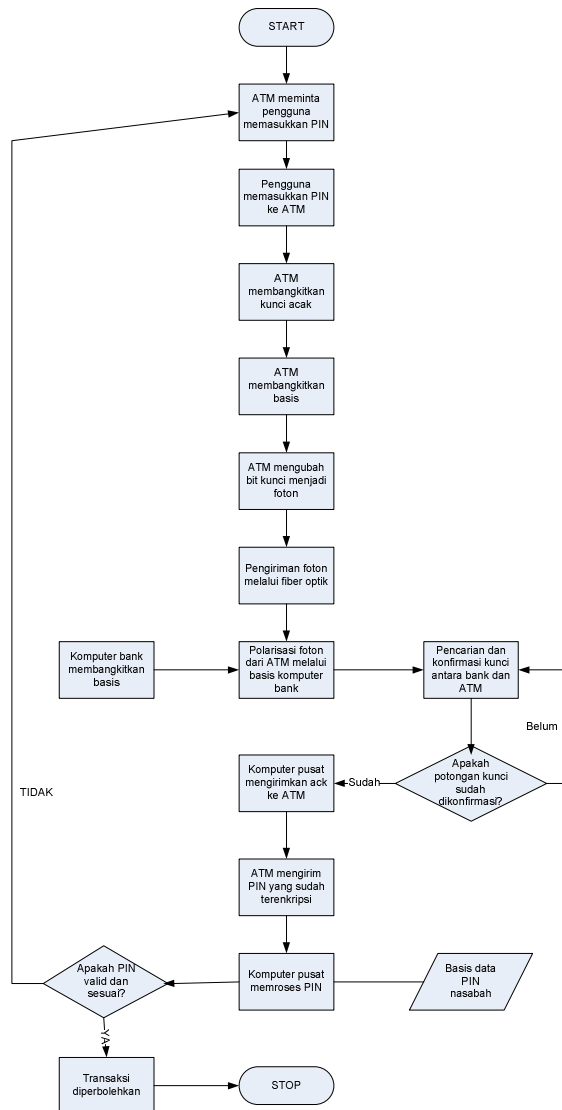 START
ATM meminta
pengguna
memasukkan PIN
Pengguna
memasukkan PIN
ke ATM
ATM
membangkitkan
kunci acak
ATM
membangkitkan
basis
ATM mengubah
bit kunci menjadi
foton
Pengiriman foton
melalui fiber optik
Komputer bank
membangkitkan
basis
Polarisasi foton
dari ATM melalui
basis komputer
bank
Pencarian dan
konfirmasi kunci
antara bank dan
ATM
Belum
Apakah
potongan kunci
sudah
dikonfirmasi?
Sudah
Komputer pusat
mengirimkan ack
ke ATM
TIDAK
ATM mengirim
PIN yang sudah
terenkripsi
Apakah PIN
valid dan
sesuai?
Komputer pusat
memroses PIN
Basis data
PIN
nasabah
YA
Transaksi
diperbolehkan
STOP